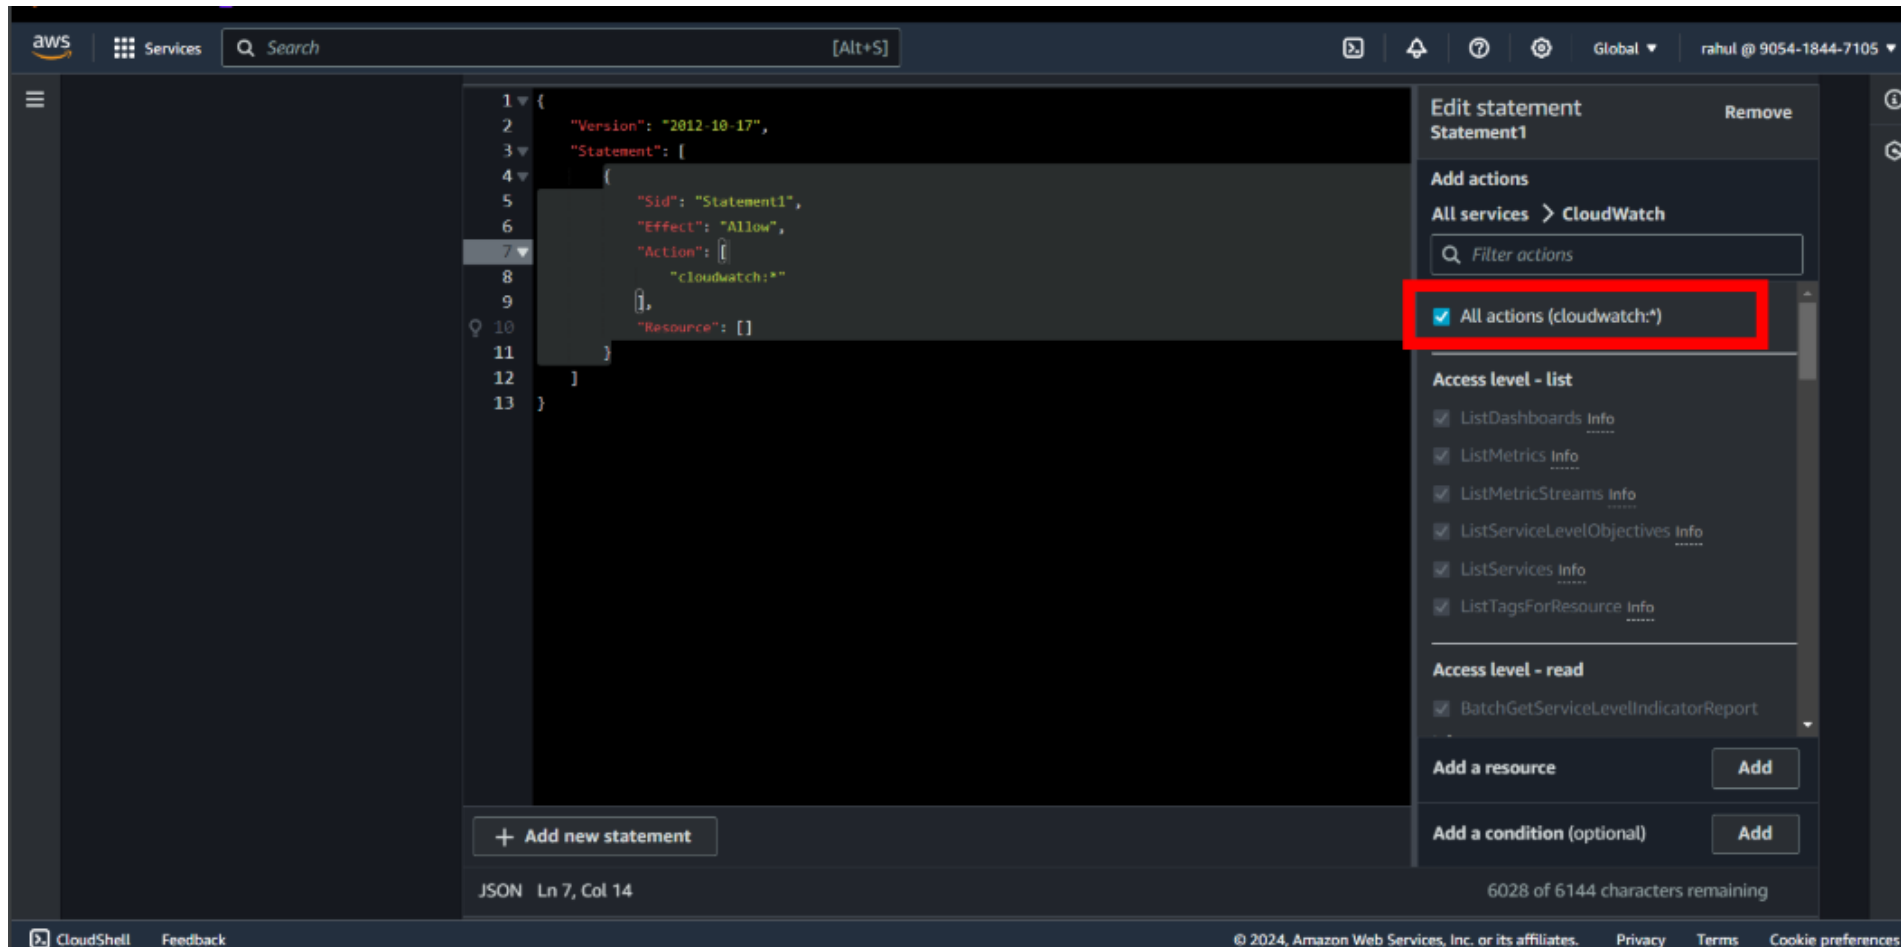 aws
Services
Search
[Alt+S]
Global
rahul @ 9054-1844-7105
1 {
2 "Version": "2012-10-17",
3 "Statement": [
4 {
5 "Sid": "Statement1",
6 "Effect": "Allow",
7 "Action": [
8 "cloudwatch:*"
9 ],
10 "Resource": []
11 }
12 ]
13 }
+ Add new statement
JSON Ln 7, Col 14
Edit statement
Remove
Statement1
Add actions
All services > CloudWatch
Filter actions
All actions (cloudwatch:*)
Access level - list
ListDashboards Info
ListMetrics Info
ListMetricStreams Info
ListServiceLevelObjectives Info
ListServices Info
ListTagsForResource Info
Access level - read
BatchGetServiceLevelIndicatorReport
Add a resource
Add
Add a condition (optional)
Add
6028 of 6144 characters remaining
CloudShell Feedback
© 2024, Amazon Web Services, Inc. or its affiliates. Privacy Terms Cookie preferences